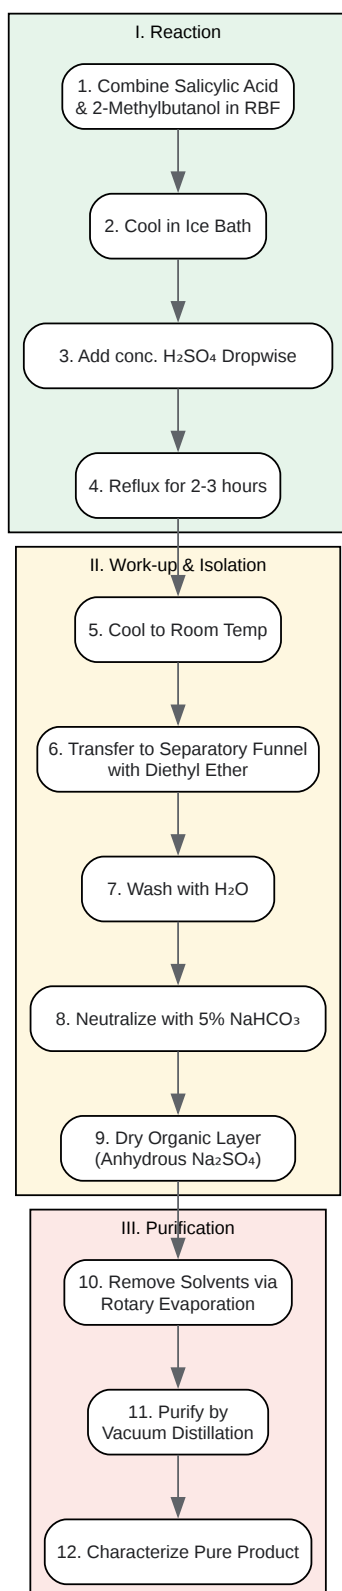 I. Reaction
1. Combine Salicylic Acid
& 2-Methylbutanol in RBF
2. Cool in Ice Bath
3. Add conc. H₂SO₄ Dropwise
4. Reflux for 2-3 hours
II. Work-up & Isolation
5. Cool to Room Temp
6. Transfer to Separatory Funnel
with Diethyl Ether
7. Wash with H₂O
8. Neutralize with 5% NaHCO₃
9. Dry Organic Layer
(Anhydrous Na₂SO₄)
III. Purification
10. Remove Solvents via
Rotary Evaporation
11. Purify by
Vacuum Distillation
12. Characterize Pure Product